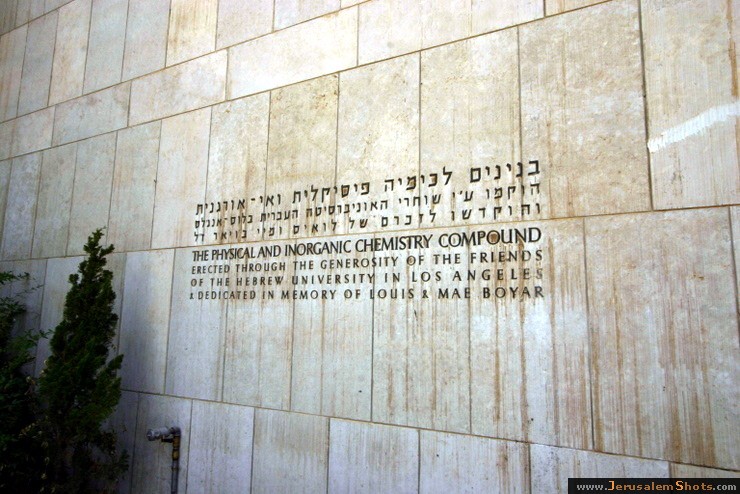 בנינים לכימיה פיסיקלית ואי-אורגנית
הוקמו ע״י שוחרי האוניברסיטה העברית בלוס-אנגלס
והוקדשו לזכרם של לואיס ומיי בויאר ז״ל
THE PHYSICAL AND INORGANIC CHEMISTRY COMPOUND
ERECTED THROUGH THE GENEROSITY OF THE FRIENDS
OF THE HEBREW UNIVERSITY IN LOS ANGELES
& DEDICATED IN MEMORY OF LOUIS & MAE BOYAR
www.JerusalemShots.com